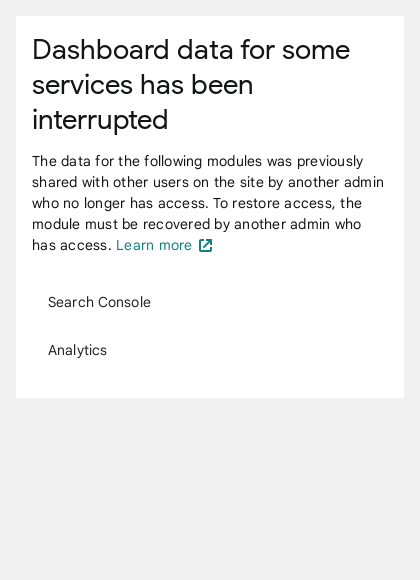 Dashboard data for some
services has been
interrupted
The data for the following modules was previously
shared with other users on the site by another admin
who no longer has access. To restore access, the
module must be recovered by another admin who
has access. Learn more
Search Console
Analytics